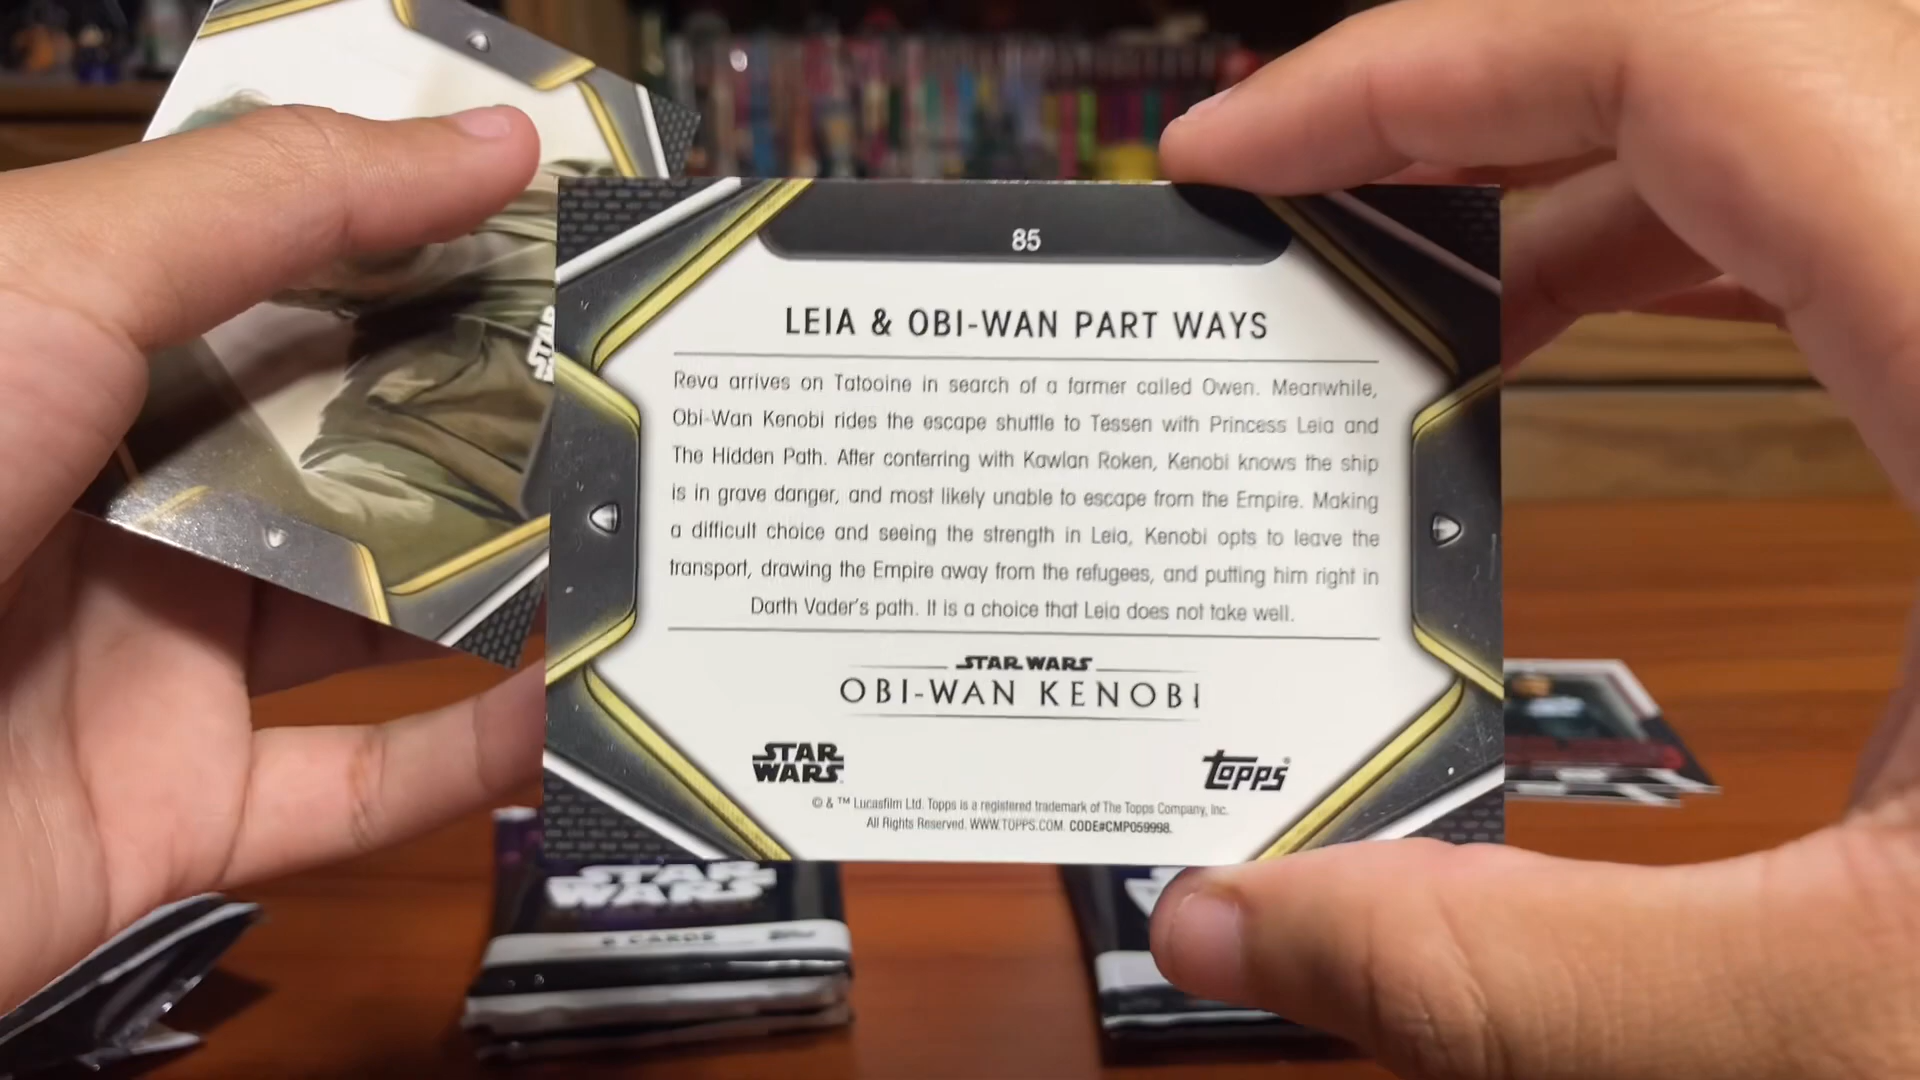 85
LEIA & OBI-WAN PART WAYS
Reva arrives on Tatooine in search of a farmer called Owen. Meanwhile,
Obi-Wan Kenobi rides the escape shuttle to Tessen with Princess Leia and
The Hidden Path. After conferring with Kawlan Roken, Kenobi knows the ship
is in grave danger, and most likely unable to escape from the Empire. Making
a difficult choice and seeing the strength in Leia, Kenobi opts to leave the
transport, drawing the Empire away from the refugees, and putting him right in
Darth Vader's path. It is a choice that Leia does not take well.
STAR WARS
OBI-WAN KENOBI
STAR
WARS
topps
© & ™ Lucasfilm Ltd. Topps is a registered trademark of The Topps Company, Inc.
All Rights Reserved. WWW.TOPPS.COM. CODE#CMP059998.
STAR
WARS
CARDS